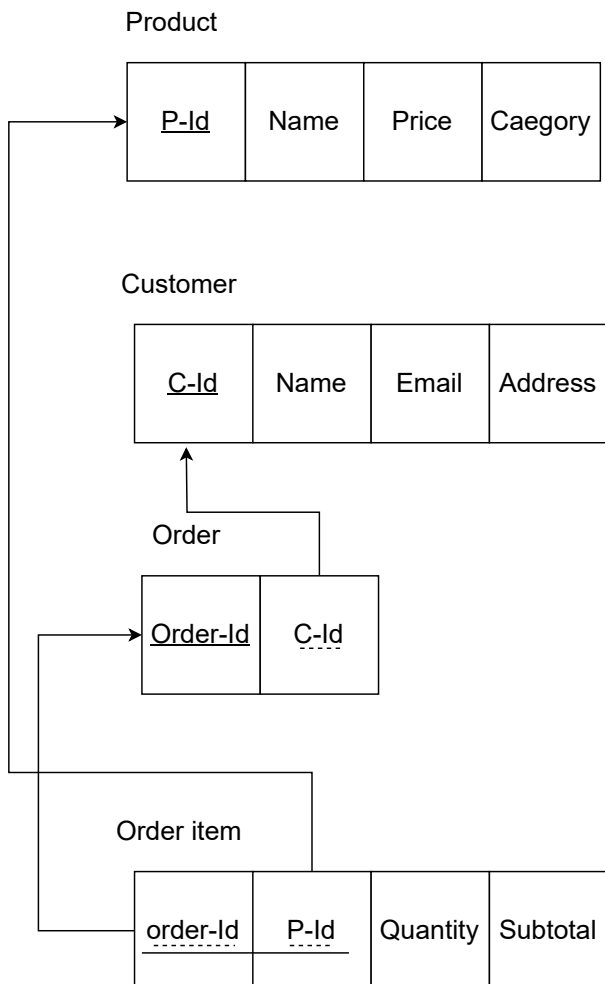 Product
P-Id Name Price Caegory
Customer
C-Id Name Email Address
Order
Order-Id C-Id
Order item
order-Id P-Id Quantity Subtotal